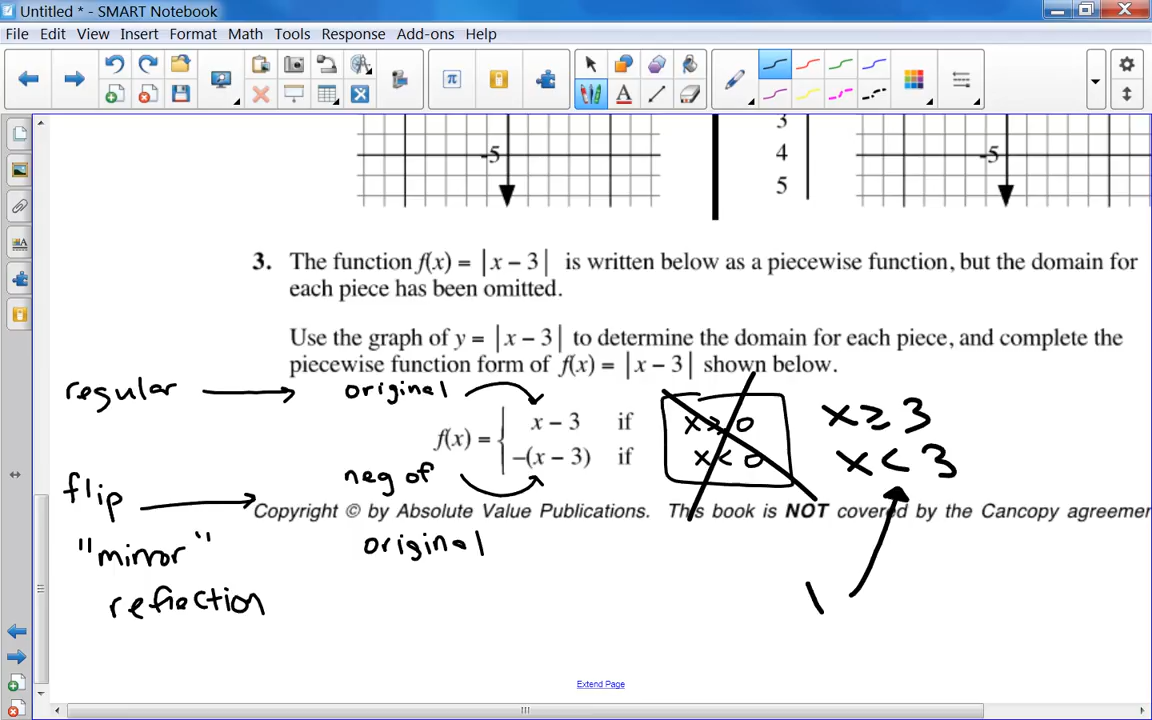 Untitled * - SMART Notebook
File Edit View Insert Format Math Tools Response Add-ons Help
-5
3
4
5
-5
3. The function f(x) = |x − 3| is written below as a piecewise function, but the domain for
each piece has been omitted.
Use the graph of y = |x − 3| to determine the domain for each piece, and complete the
piecewise function form of f(x) = |x − 3| shown below.
regular
original
f(x) = { x − 3 if x ≥ 0 x ≥ 3
−(x − 3) if x < 0 x < 3
neg of
flip
Copyright © by Absolute Value Publications. This book is NOT covered by the Cancopy agreemen
"mirror"
original
reflection
Extend Page